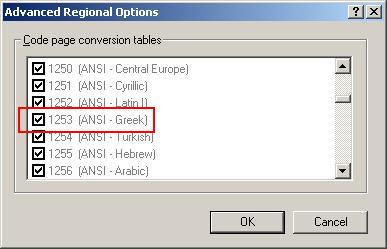 Advanced Regional Options
Code page conversion tables
1250 (ANSI - Central Europe)
1251 (ANSI - Cyrillic)
1252 (ANSI - Latin I)
1253 (ANSI - Greek)
1254 (ANSI - Turkish)
1255 (ANSI - Hebrew)
1256 (ANSI - Arabic)
OK
Cancel